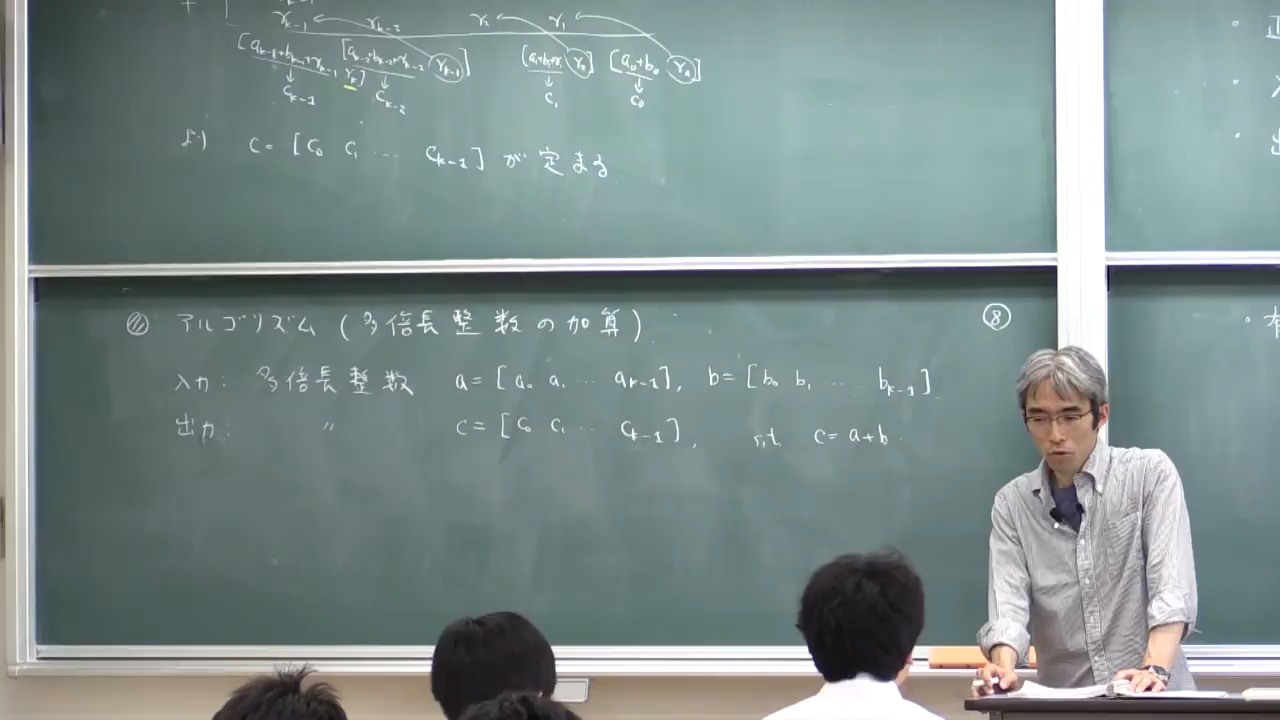 r_{k-1} r_{k-2} r_2 r_1
[a_{k-1}+b_{k-1}+r_{k-1} r_k] [a_{k-2}+b_{k-2}+r_{k-2} r_{k-1}] [a_1+b_1+r_1 r_2] [a_0+b_0 r_1]
c_{k-1} c_{k-2} c_1 c_0
より c = [c_0 c_1 … c_{k-1}] が定まる
アルゴリズム (多倍長整数の加算) ⑧
入力: 多倍長整数 a = [a_0 a_1 … a_{k-1}], b = [b_0 b_1 … b_{k-1}].
出力: 〃 c = [c_0 c_1 … c_{k-1}], s.t. c = a+b.